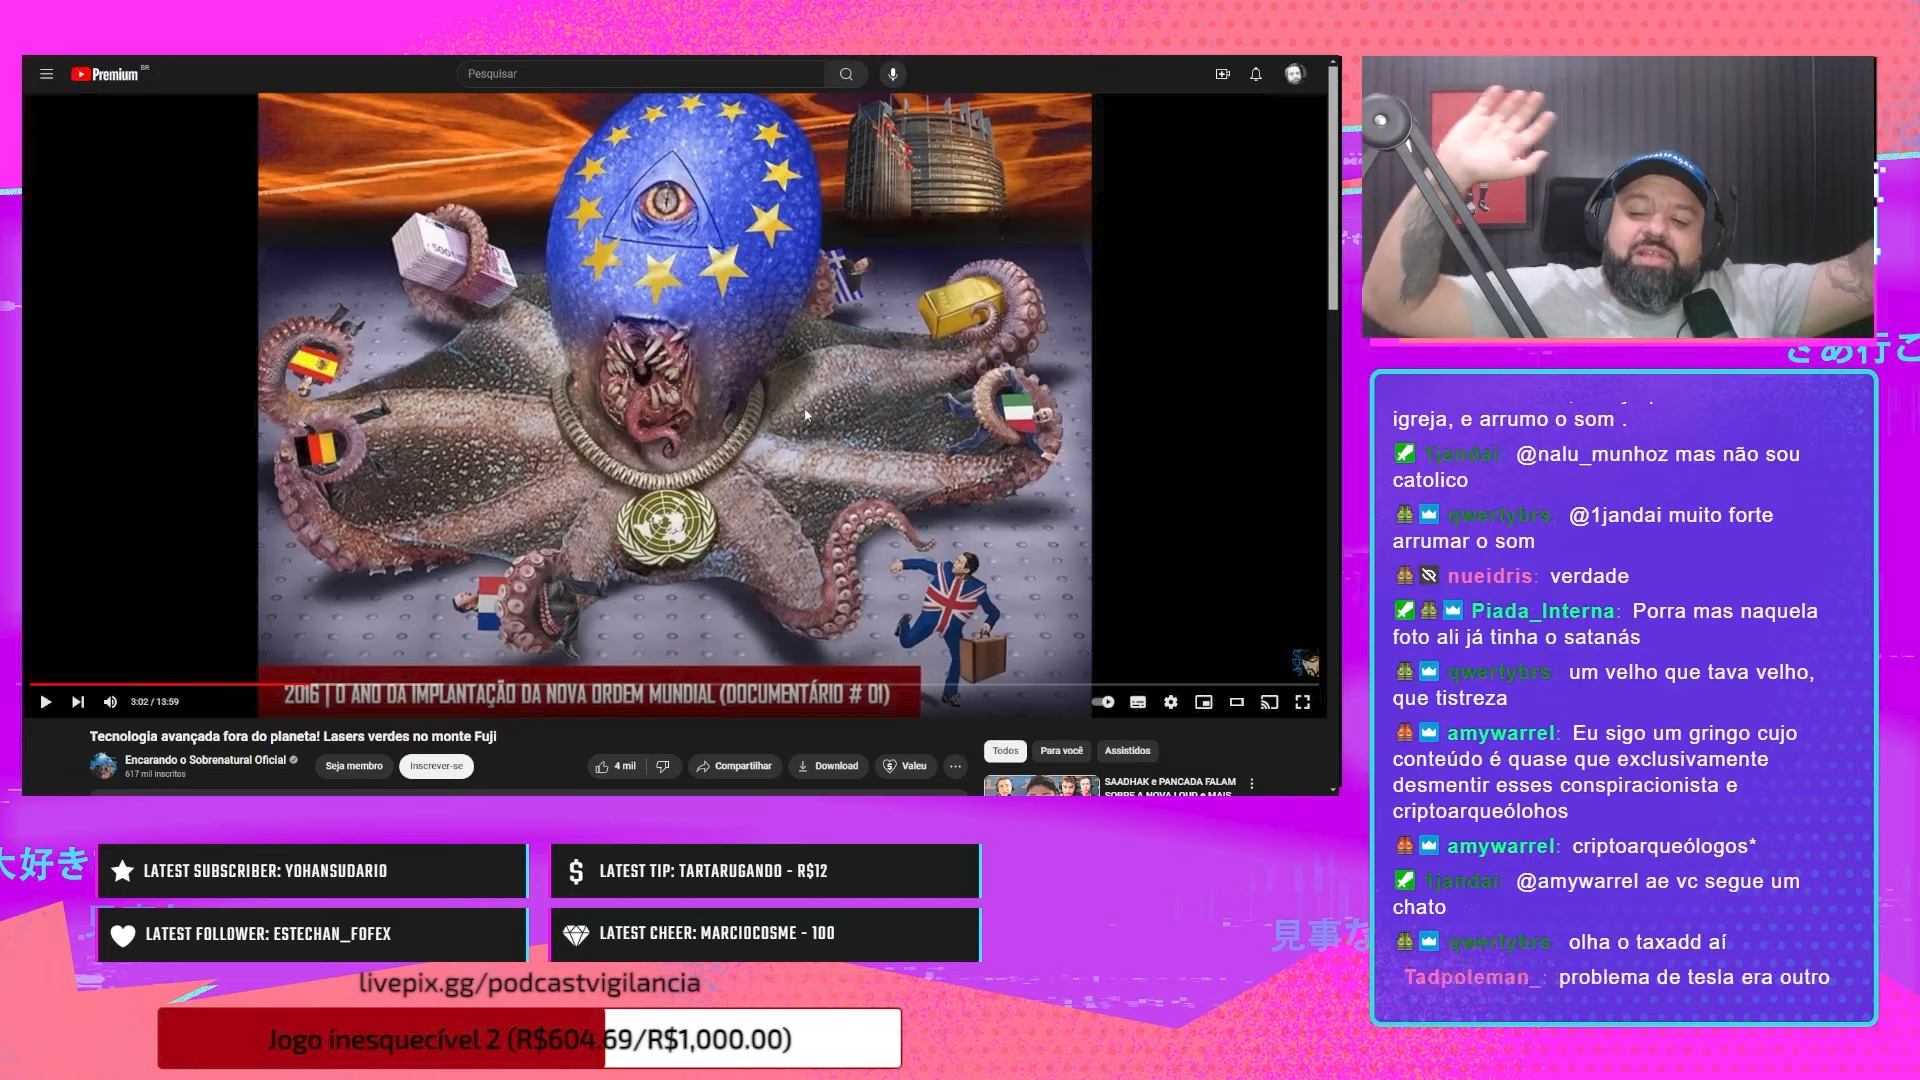 Premium BR
Pesquisar
500
2016 | O ANO DA IMPLANTAÇÃO DA NOVA ORDEM MUNDIAL (DOCUMENTÁRIO # 01)
3:02 / 13:59
Tecnologia avançada fora do planeta! Lasers verdes no monte Fuji
Encarando o Sobrenatural Oficial
617 mil inscritos
Seja membro
Inscrever-se
4 mil
Compartilhar
Download
Valeu
Todos
Para você
Assistidos
SAADHAK e PANCADA FALAM
SOBRE A NOVA LOUD e MAIS
igreja, e arrumo o som .
1jandai: @nalu_munhoz mas não sou
catolico
qwertybrs: @1jandai muito forte
arrumar o som
nueidris: verdade
Piada_Interna: Porra mas naquela
foto ali já tinha o satanás
qwertybrs: um velho que tava velho,
que tistreza
amywarrel: Eu sigo um gringo cujo
conteúdo é quase que exclusivamente
desmentir esses conspiracionista e
criptoarqueólohos
amywarrel: criptoarqueólogos*
1jandai: @amywarrel ae vc segue um
chato
qwertybrs: olha o taxadd aí
Tadpoleman_: problema de tesla era outro
LATEST SUBSCRIBER: YOHANSUDARIO
LATEST TIP: TARTARUGANDO - R$12
LATEST FOLLOWER: ESTECHAN_FOFEX
LATEST CHEER: MARCIOCOSME - 100
livepix.gg/podcastvigilancia
Jogo inesquecível 2 (R$604.69/R$1,000.00)
大好き
見事な